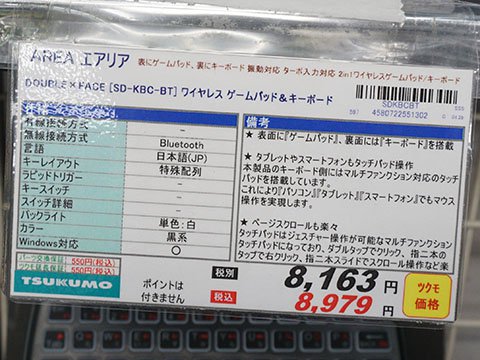 AREA エアリア 表にゲームパッド、裏にキーボード 振動対応 ターボ入力対応 2in1ワイヤレスゲームパッド/キーボード
DOUBLE×FACE [SD-KBC-BT] ワイヤレス ゲームパッド&キーボード
SDKBCBT
4580722551302
有線接続方式 -
無線接続方式 Bluetooth
言語 日本語(JP)
キーレイアウト 特殊配列
ラピッドトリガー -
キースイッチ -
スイッチ詳細 -
バックライト 単色:白
カラー 黒系
Windows対応 ○
備考
★ 表面に『ゲームパッド』、裏面には『キーボード』を搭載
★ タブレットやスマートフォンもタッチパッド操作
本製品のキーボード側にはマルチファンクション対応のタッチ
パッドを搭載しています。
これにより『パソコン』『タブレット』『スマートフォン』でもマウス
操作を実現します。
★ ページスクロールも楽々
タッチパッドはジェスチャー操作が可能なマルチファンクション
タッチパッドになっており、ダブルタップでクリック、指二本の
タップで右クリック、指二本スライドでスクロール操作など楽
パーツ交換保証 550円(税込)
550円(税込)
TSUKUMO
ポイントは
付きません
税別 8,163円
税込 8,979円
ツクモ
価格